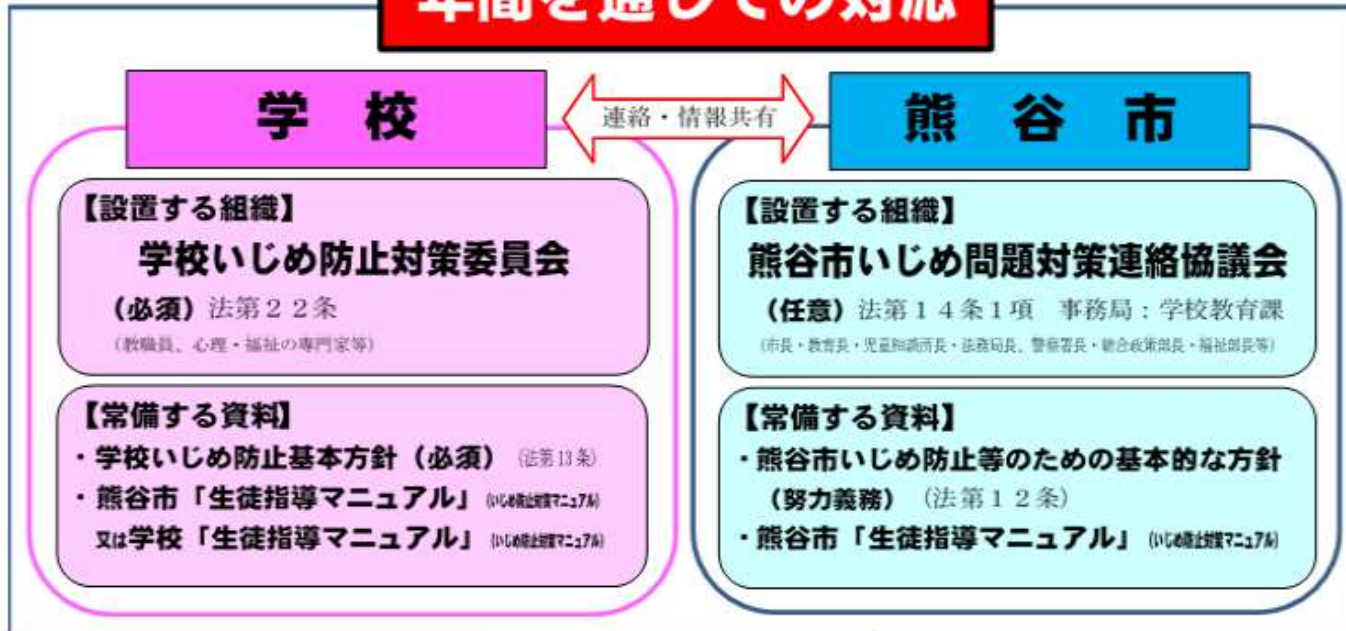 年間を通しての対応
学　校
連絡・情報共有
熊　谷　市
【設置する組織】
学校いじめ防止対策委員会
（必須）法第２２条
（教職員、心理・福祉の専門家等）
【常備する資料】
・学校いじめ防止基本方針（必須）（法第13条）
・熊谷市「生徒指導マニュアル」（いじめ防止対策マニュアル）
又は学校「生徒指導マニュアル」（いじめ防止対策マニュアル）
【設置する組織】
熊谷市いじめ問題対策連絡協議会
（任意）法第１４条１項　事務局：学校教育課
（市長・教育長・児童相談所長・法務局長、警察署長・総合政策部長・福祉部長等）
【常備する資料】
・熊谷市いじめ防止等のための基本的な方針
（努力義務）（法第１２条）
・熊谷市「生徒指導マニュアル」（いじめ防止対策マニュアル）